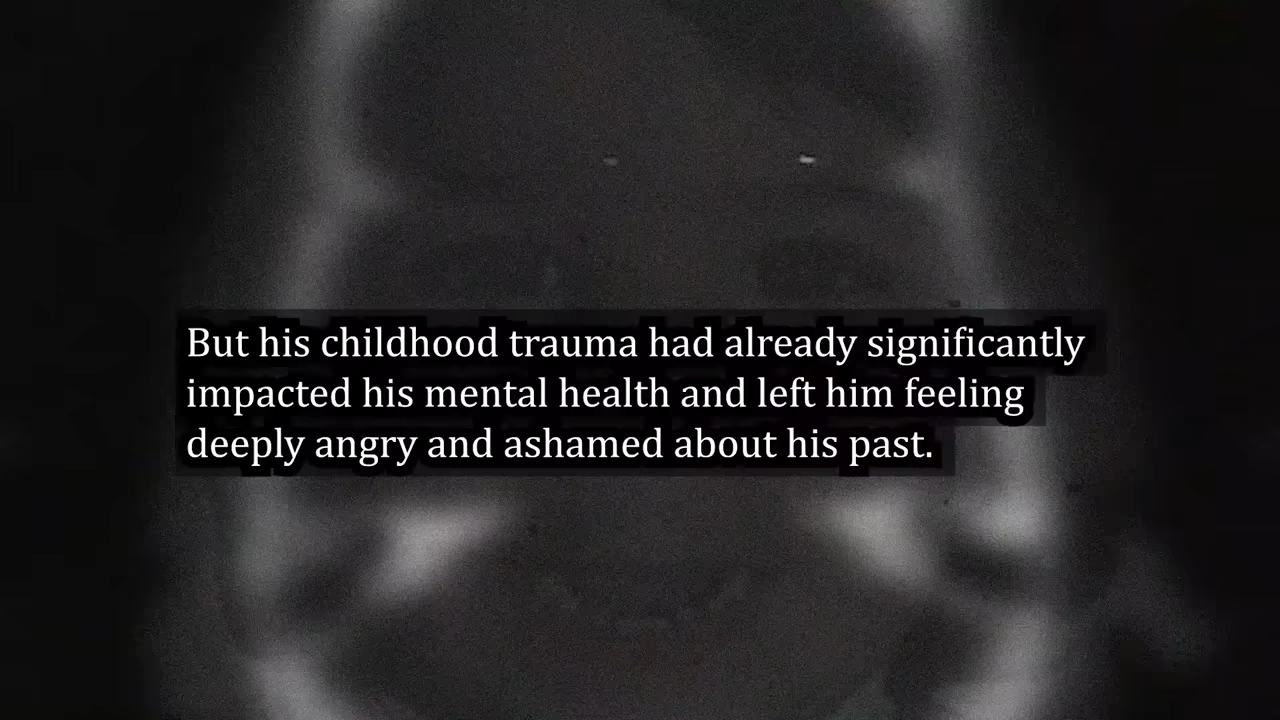 But his childhood trauma had already significantly
impacted his mental health and left him feeling
deeply angry and ashamed about his past.